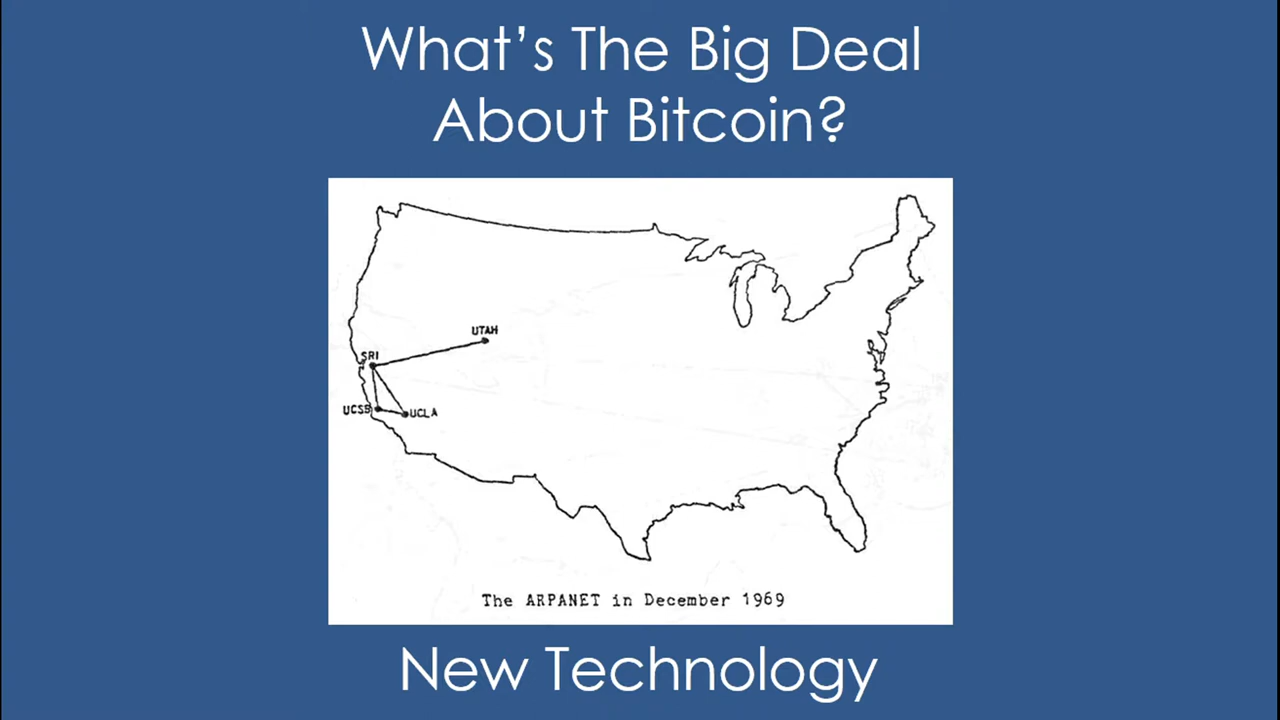 What's The Big Deal
About Bitcoin?
UTAH
SRI
UCSB
UCLA
The ARPANET in December 1969
New Technology